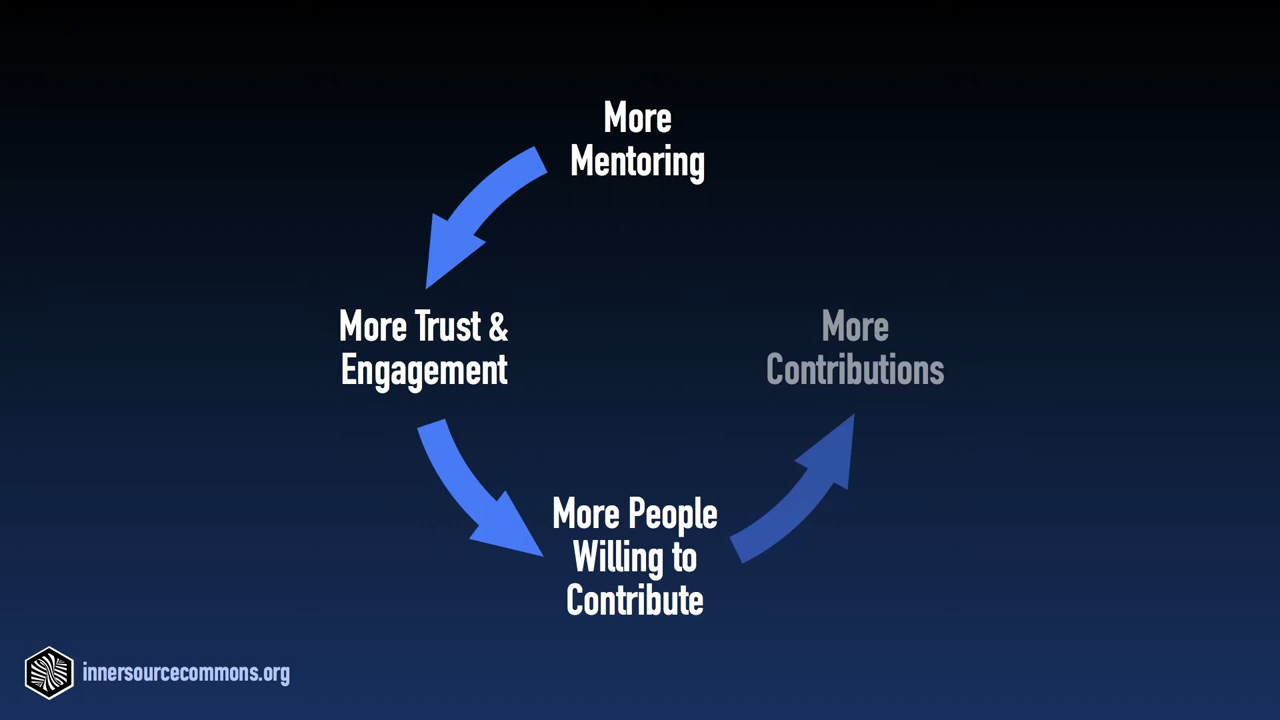 More
Mentoring
More Trust &
Engagement
More
Contributions
More People
Willing to
Contribute
innersourcecommons.org